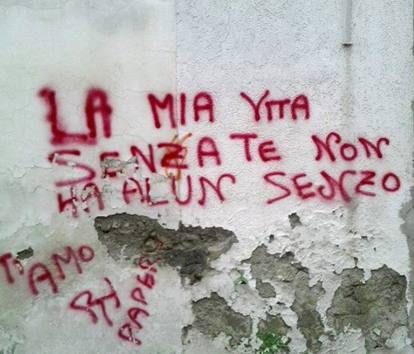 LA MIA VITA
SENZA TE NON
HA ALUN SENZO
TI AMO